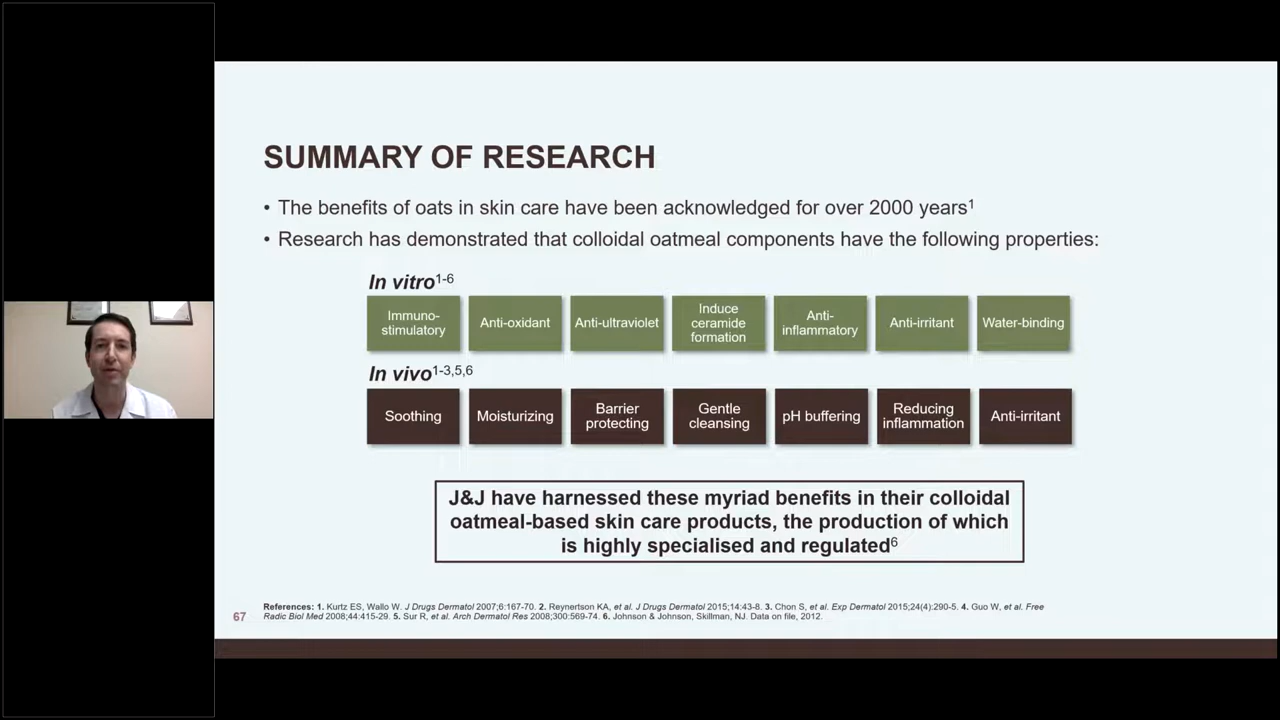 SUMMARY OF RESEARCH
• The benefits of oats in skin care have been acknowledged for over 2000 years1
• Research has demonstrated that colloidal oatmeal components have the following properties:
In vitro1-6
Immuno-
stimulatory
Anti-oxidant
Anti-ultraviolet
Induce
ceramide
formation
Anti-
inflammatory
Anti-irritant
Water-binding
In vivo1-3,5,6
Soothing
Moisturizing
Barrier
protecting
Gentle
cleansing
pH buffering
Reducing
inflammation
Anti-irritant
J&J have harnessed these myriad benefits in their colloidal
oatmeal-based skin care products, the production of which
is highly specialised and regulated6
References: 1. Kurtz ES, Wallo W. J Drugs Dermatol 2007;6:167-70. 2. Reynertson KA, et al. J Drugs Dermatol 2015;14:43-8. 3. Chon S, et al. Exp Dermatol 2015;24(4):290-5. 4. Guo W, et al. Free
Radic Biol Med 2008;44:415-29. 5. Sur R, et al. Arch Dermatol Res 2008;300:569-74. 6. Johnson & Johnson, Skillman, NJ. Data on file, 2012.
67